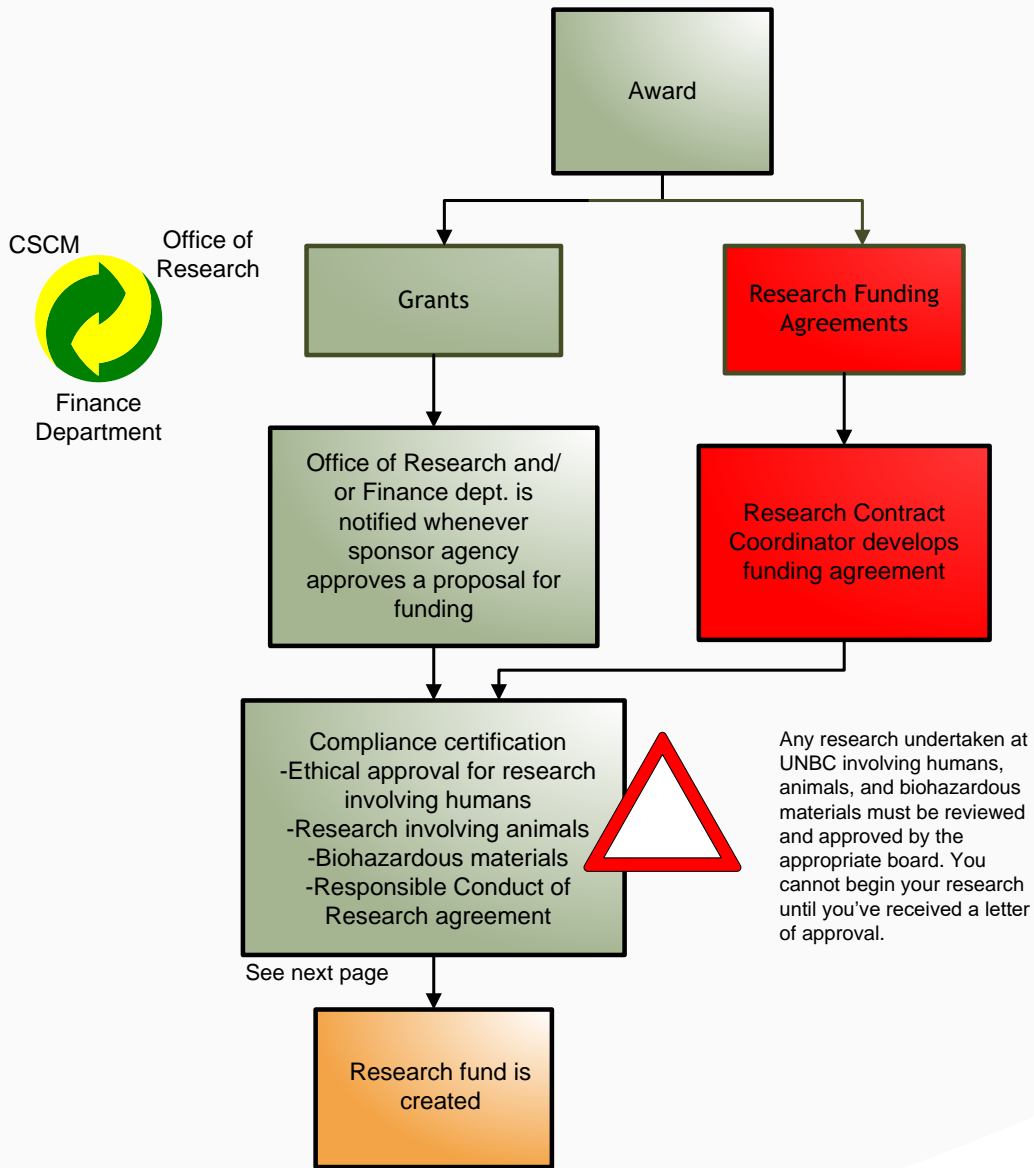 Award
CSCM
Office of
Research
Finance
Department
Grants
Research Funding
Agreements
Office of Research and/
or Finance dept. is
notified whenever
sponsor agency
approves a proposal for
funding
Research Contract
Coordinator develops
funding agreement
Compliance certification
-Ethical approval for research
involving humans
-Research involving animals
-Biohazardous materials
-Responsible Conduct of
Research agreement
Any research undertaken at
UNBC involving humans,
animals, and biohazardous
materials must be reviewed
and approved by the
appropriate board. You
cannot begin your research
until you've received a letter
of approval.
See next page
Research fund is
created